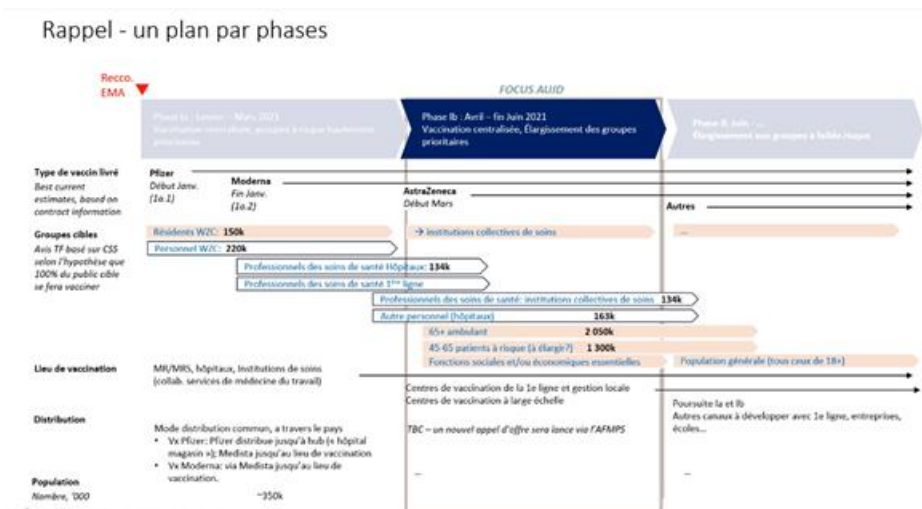 Rappel - un plan par phases
Recco.
EMA
FOCUS AUJD
Phase Ia : Janvier – Mars 2021
Vaccination centralisée, groupes à risque hautement
prioritaires
Phase Ib : Avril – fin Juin 2021
Vaccination centralisée, Élargissement des groupes
prioritaires
Phase II: Juin - ...
Élargissement aux groupes à faible risque
Type de vaccin livré
Best current
estimates, based on
contract information
Pfizer
Début Janv.
(1a.1)
Moderna
Fin Janv.
(1a.2)
AstraZeneca
Début Mars
Autres
Groupes cibles
Avis TF basé sur CSS
selon l'hypothèse que
100% du public cible
se fera vacciner
Résidents WZC: 150k
→ institutions collectives de soins
...
Personnel WZC: 220k
Professionnels des soins de santé Hôpitaux: 134k
Professionnels des soins de santé 1ère ligne
Professionnels des soins de santé: institutions collectives de soins 134k
Autre personnel (hôpitaux) 163k
65+ ambulant 2 050k
45-65 patients à risque (à élargir?) 1 300k
Fonctions sociales et/ou économiques essentielles
Population générale (tous ceux de 18+)
Lieu de vaccination
MR/MRS, hôpitaux, Institutions de soins
(collab. services de médecine du travail)
Centres de vaccination de la 1e ligne et gestion locale
Centres de vaccination à large échelle
Poursuite Ia et Ib
Autres canaux à développer avec 1e ligne, entreprises,
écoles...
Distribution
Mode distribution commun, a travers le pays
• Vx Pfizer: Pfizer distribue jusqu'à hub (« hôpital
magasin »); Medista jusqu'au lieu de vaccination
• Vx Moderna: via Medista jusqu'au lieu de
vaccination.
TBC – un nouvel appel d'offre sera lance via l'AFMPS
...
...
Population
Nombre, '000
~350k